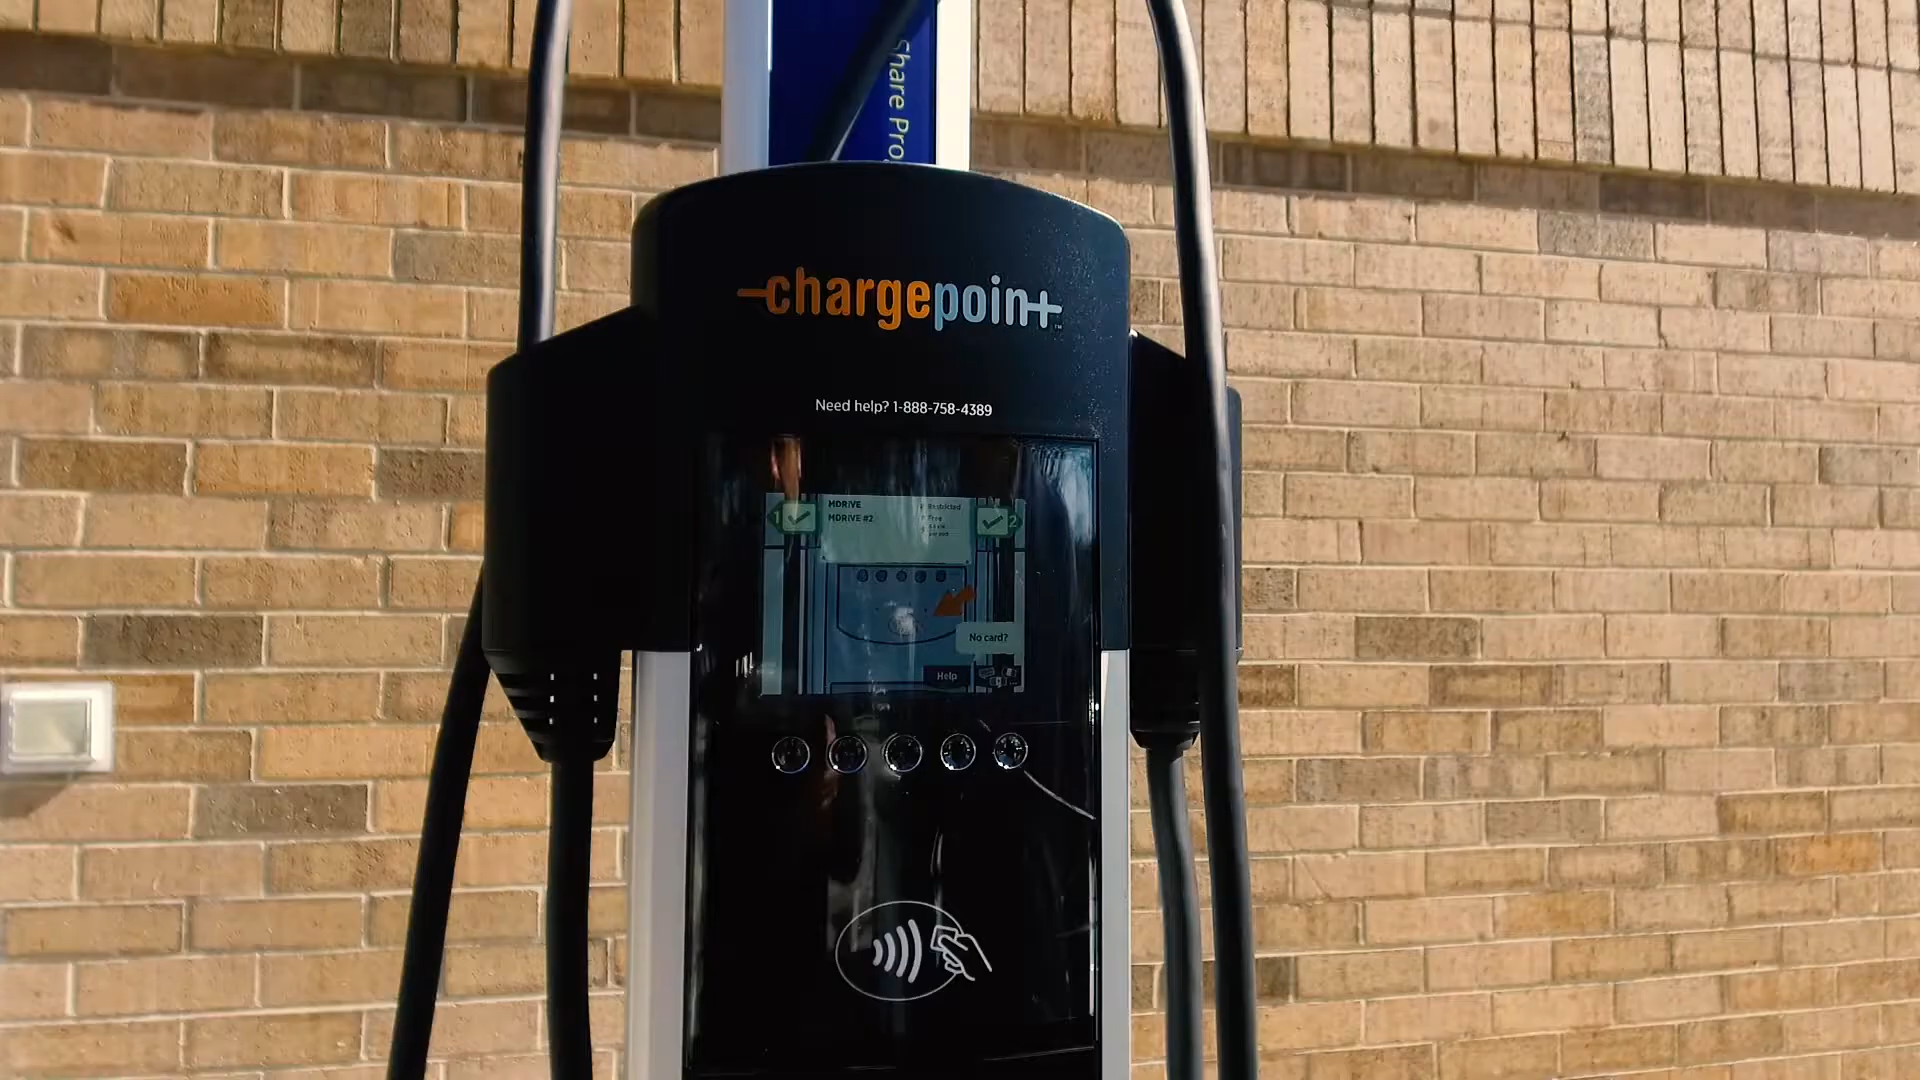 Share Pro
chargepoint
Need help? 1-888-758-4389
1
MDRIVE
MDRIVE #2
Restricted
Free
2
No card?
Help